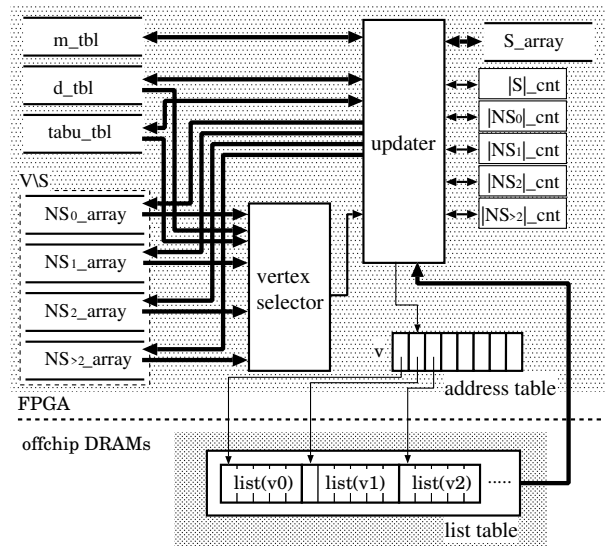 m_tbl
d_tbl
tabu_tbl
V\S
NS0_array
NS1_array
NS2_array
NS>2_array
vertex
selector
updater
S_array
|S|_cnt
|NS0|_cnt
|NS1|_cnt
|NS2|_cnt
|NS>2|_cnt
v
address table
FPGA
offchip DRAMs
list(v0)
list(v1)
list(v2)
.....
list table